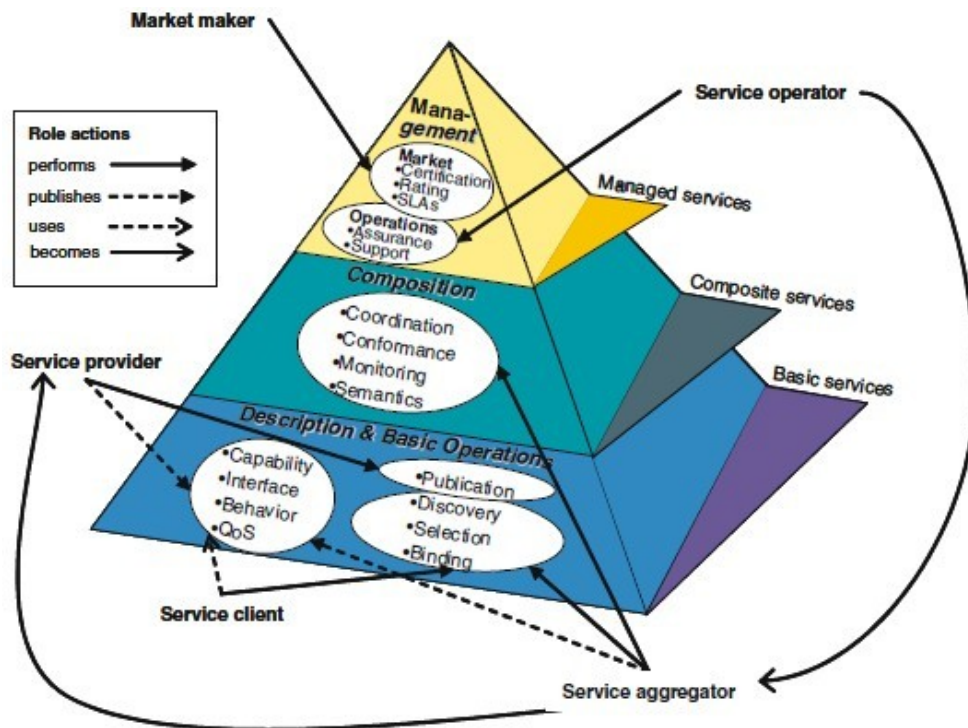 Market maker
Service operator
Role actions
performs
publishes
uses
becomes
Mana-
gement
Market
•Certification
•Rating
•SLAs
Operations
•Assurance
•Support
Managed services
Composition
•Coordination
•Conformance
•Monitoring
•Semantics
Composite services
Service provider
Basic services
Description & Basic Operations
•Capability
•Interface
•Behavior
•QoS
•Publication
•Discovery
•Selection
•Binding
Service client
Service aggregator